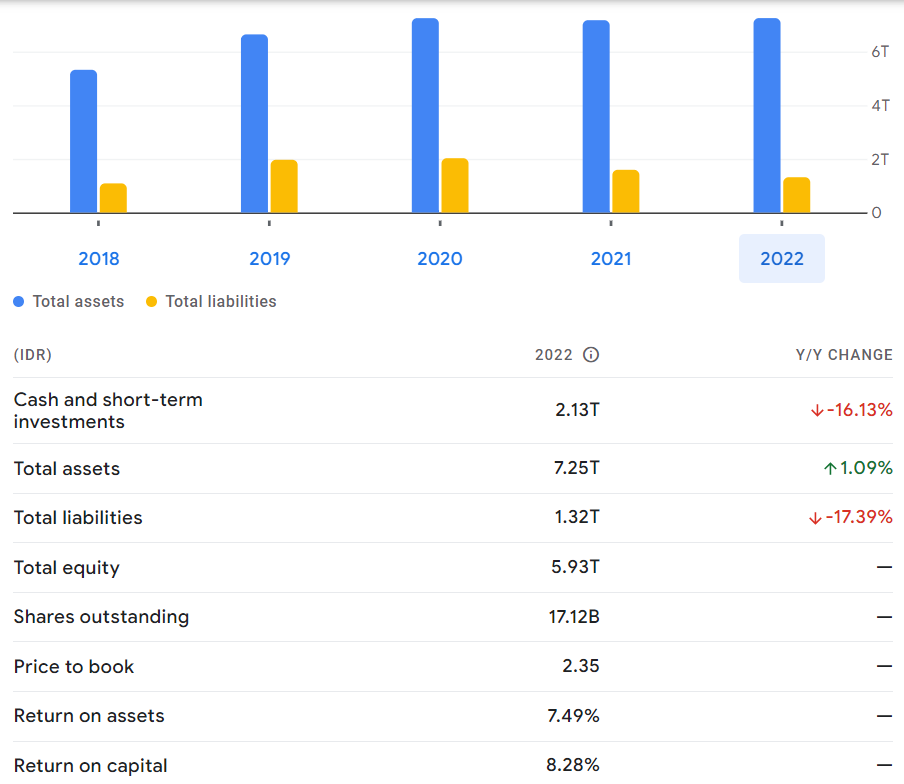 6T
4T
2T
0
2018 2019 2020 2021 2022
Total assets Total liabilities
(IDR) 2022 Y/Y CHANGE
Cash and short-term
investments 2.13T ↓-16.13%
Total assets 7.25T ↑1.09%
Total liabilities 1.32T ↓-17.39%
Total equity 5.93T —
Shares outstanding 17.12B —
Price to book 2.35 —
Return on assets 7.49% —
Return on capital 8.28% —